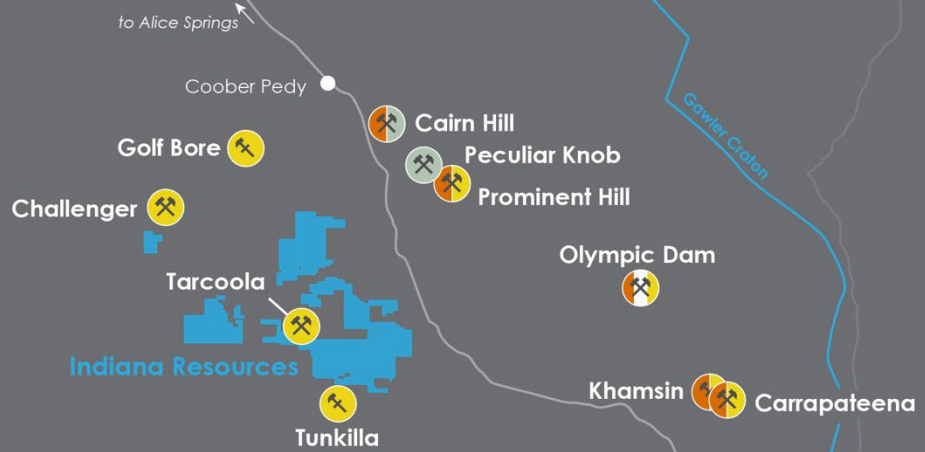 to Alice Springs
Coober Pedy
Cairn Hill
Golf Bore
Peculiar Knob
Prominent Hill
Challenger
Gawler Craton
Olympic Dam
Tarcoola
Indiana Resources
Khamsin
Carrapateena
Tunkilla